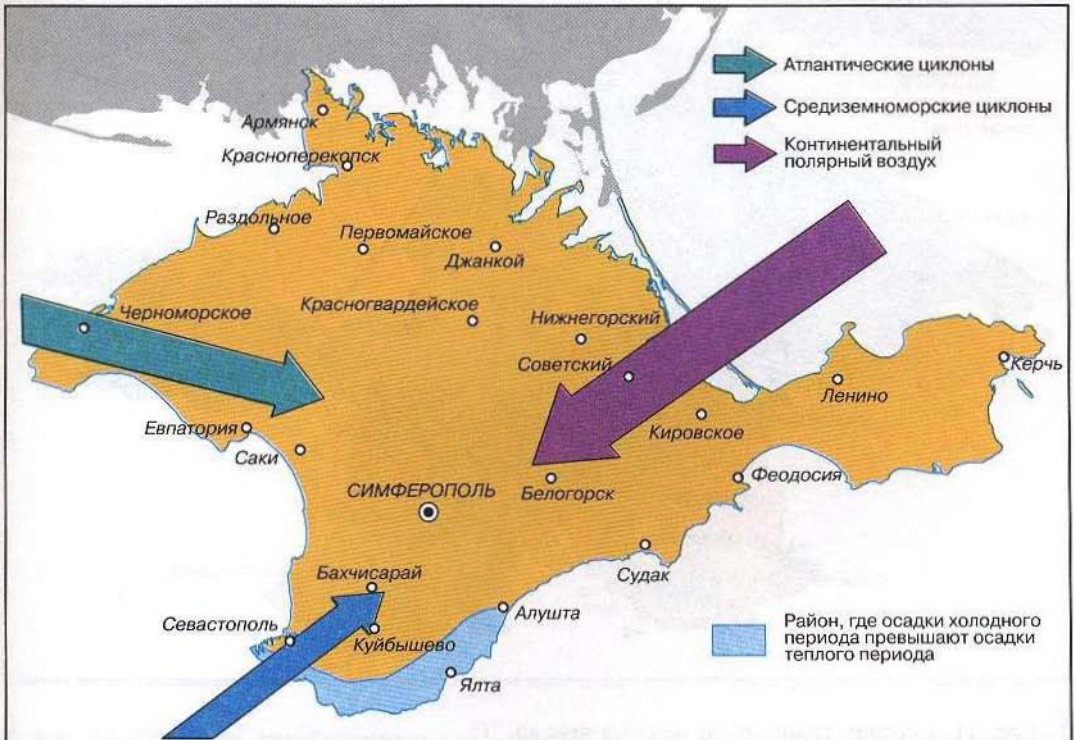 Атлантические циклоны
Средиземноморские циклоны
Континентальный
полярный воздух
Армянск
Красноперекопск
Раздольное
Первомайское
Джанкой
Черноморское
Красногвардейское
Нижнегорский
Советский
Керчь
Ленино
Евпатория
Кировское
Саки
СИМФЕРОПОЛЬ
Белогорск
Феодосия
Судак
Бахчисарай
Алушта
Севастополь
Куйбышево
Ялта
Район, где осадки холодного
периода превышают осадки
теплого периода